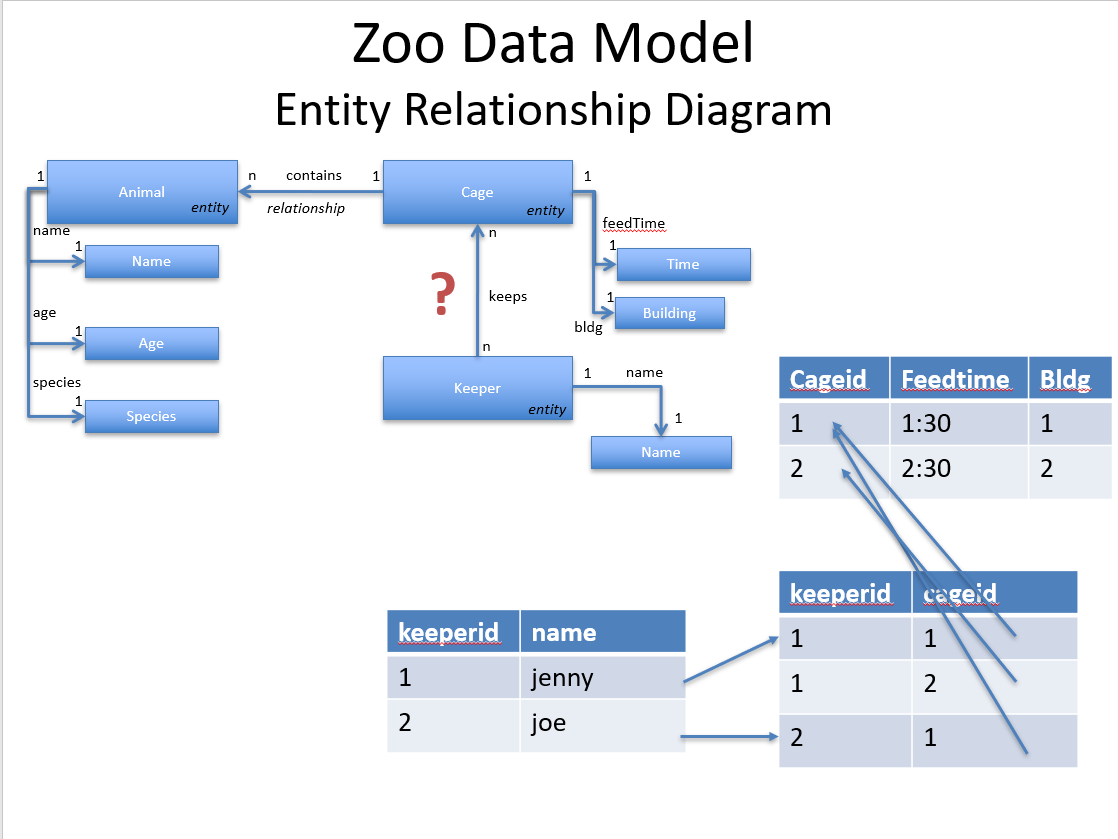 Zoo Data Model
Entity Relationship Diagram
1
Animal
entity
n
contains
1
relationship
Cage
entity
1
name
1
Name
age
1
Age
species
1
Species
feedTime
1
Time
1
Building
bldg
n
?
keeps
n
Keeper
entity
1
name
1
Name
Cageid Feedtime Bldg
1 1:30 1
2 2:30 2
keeperid name
1 jenny
2 joe
keeperid cageid
1 1
1 2
2 1